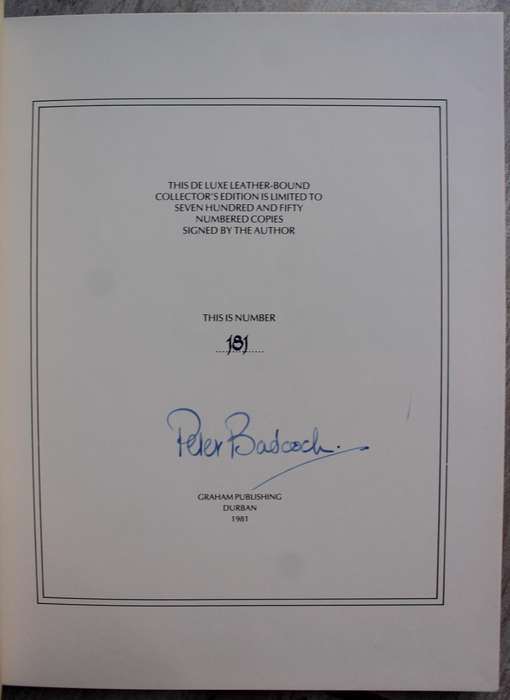 THIS DE LUXE LEATHER-BOUND
COLLECTOR'S EDITION IS LIMITED TO
SEVEN HUNDRED AND FIFTY
NUMBERED COPIES
SIGNED BY THE AUTHOR
THIS IS NUMBER
181
Peter Badcock
GRAHAM PUBLISHING
DURBAN
1981